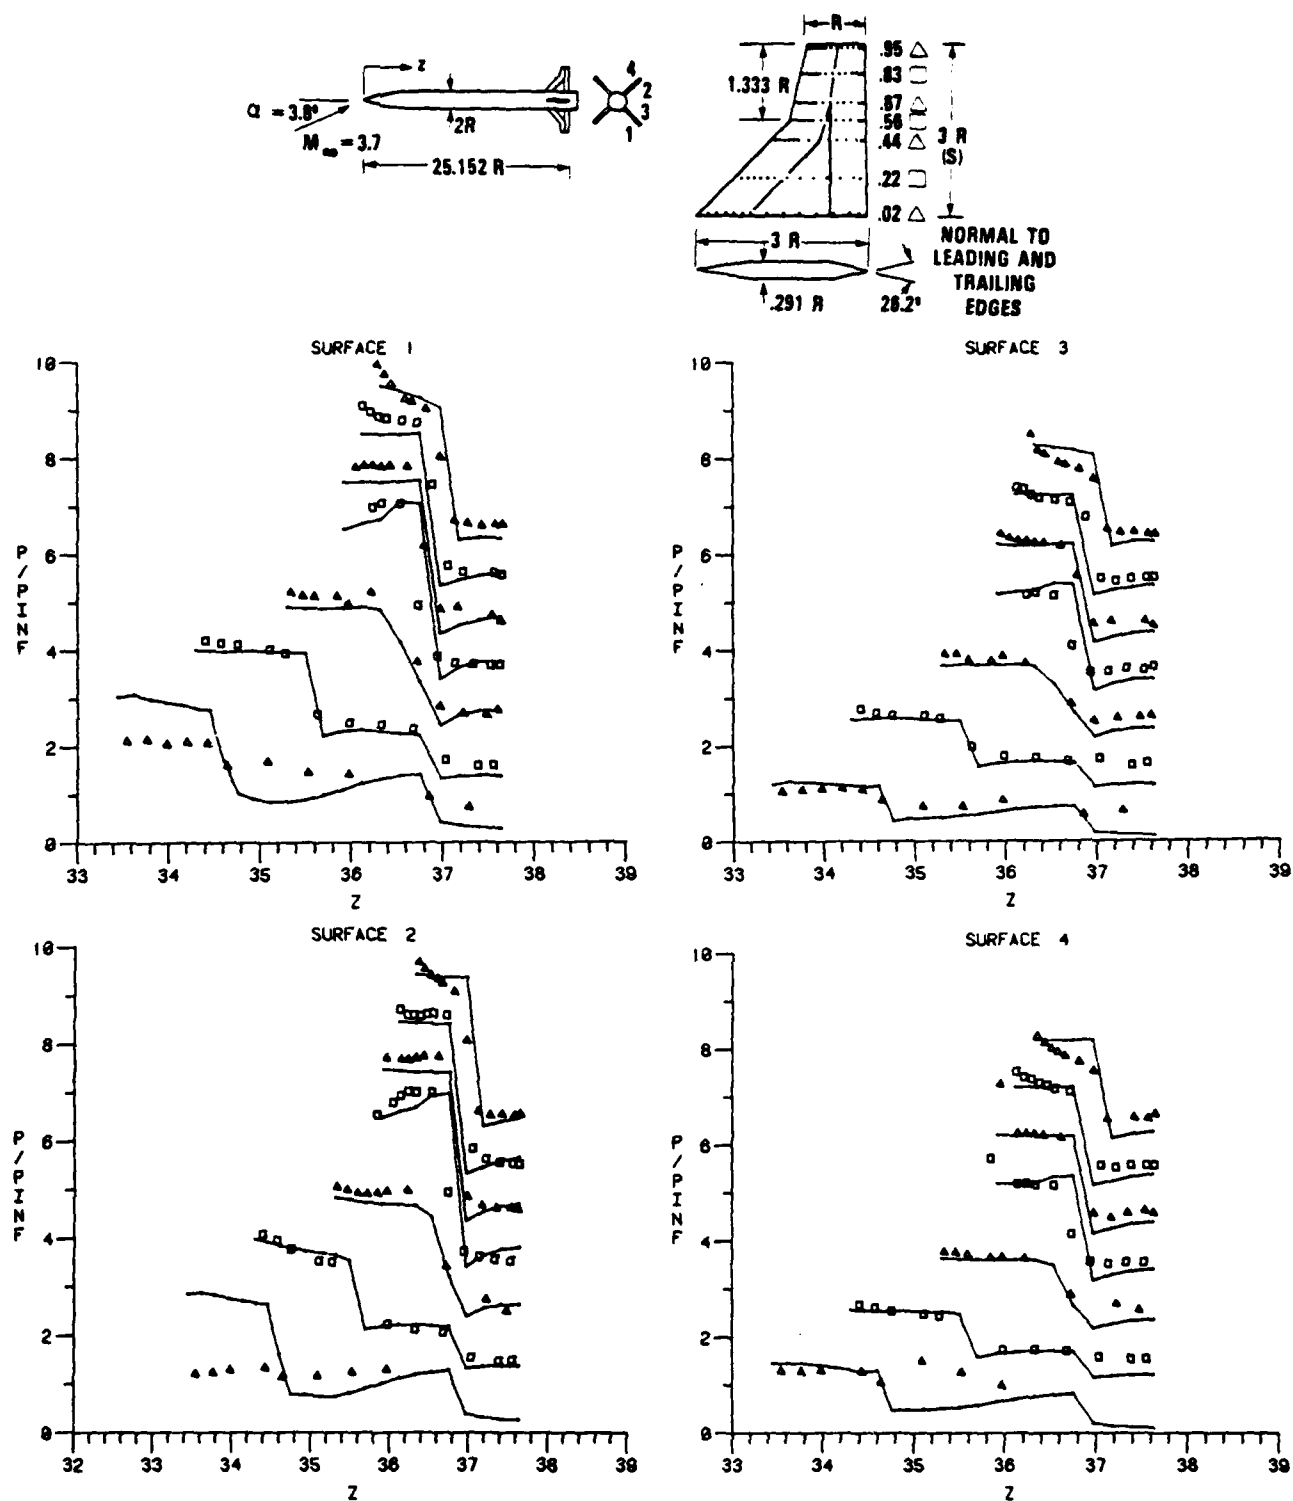 R
.95 △
.83 □
.67 △
.56 □
.44 △
.22 □
.02 △
1.333 R
3 R
(S)
z
4
2
3
1
α = 3.8°
M∞ = 3.7
2R
25.152 R
3 R
.291 R
26.2°
NORMAL TO
LEADING AND
TRAILING
EDGES
SURFACE 1
10
8
6
4
2
0
P/PINF
33 34 35 36 37 38 39
Z
SURFACE 3
10
8
6
4
2
0
P/PINF
33 34 35 36 37 38 39
Z
SURFACE 2
10
8
6
4
2
0
P/PINF
32 33 34 35 36 37 38 39
Z
SURFACE 4
10
8
6
4
2
0
P/PINF
33 34 35 36 37 38 39
Z